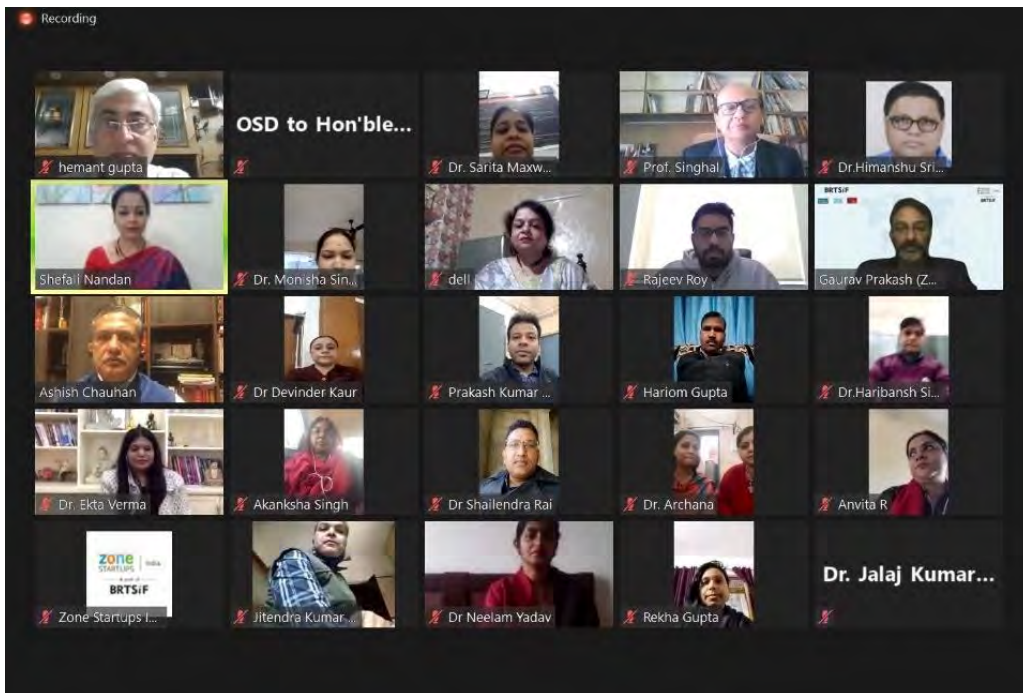 Recording
hemant gupta
OSD to Hon'ble...
Dr. Sarita Maxw...
Prof. Singhal
Dr.Himanshu Sri...
Shefali Nandan
Dr. Monisha Sin...
dell
Rajeev Roy
BRTSiF
Gaurav Prakash (Z...
Ashish Chauhan
Dr Devinder Kaur
Prakash Kumar ...
Hariom Gupta
Dr.Haribansh Si...
Dr. Ekta Verma
Akanksha Singh
Dr Shailendra Rai
Dr. Archana
Anvita R
zone
STARTUPS India
A part of
BRTSiF
Zone Startups I...
Jitendra Kumar ...
Dr Neelam Yadav
Rekha Gupta
Dr. Jalaj Kumar...